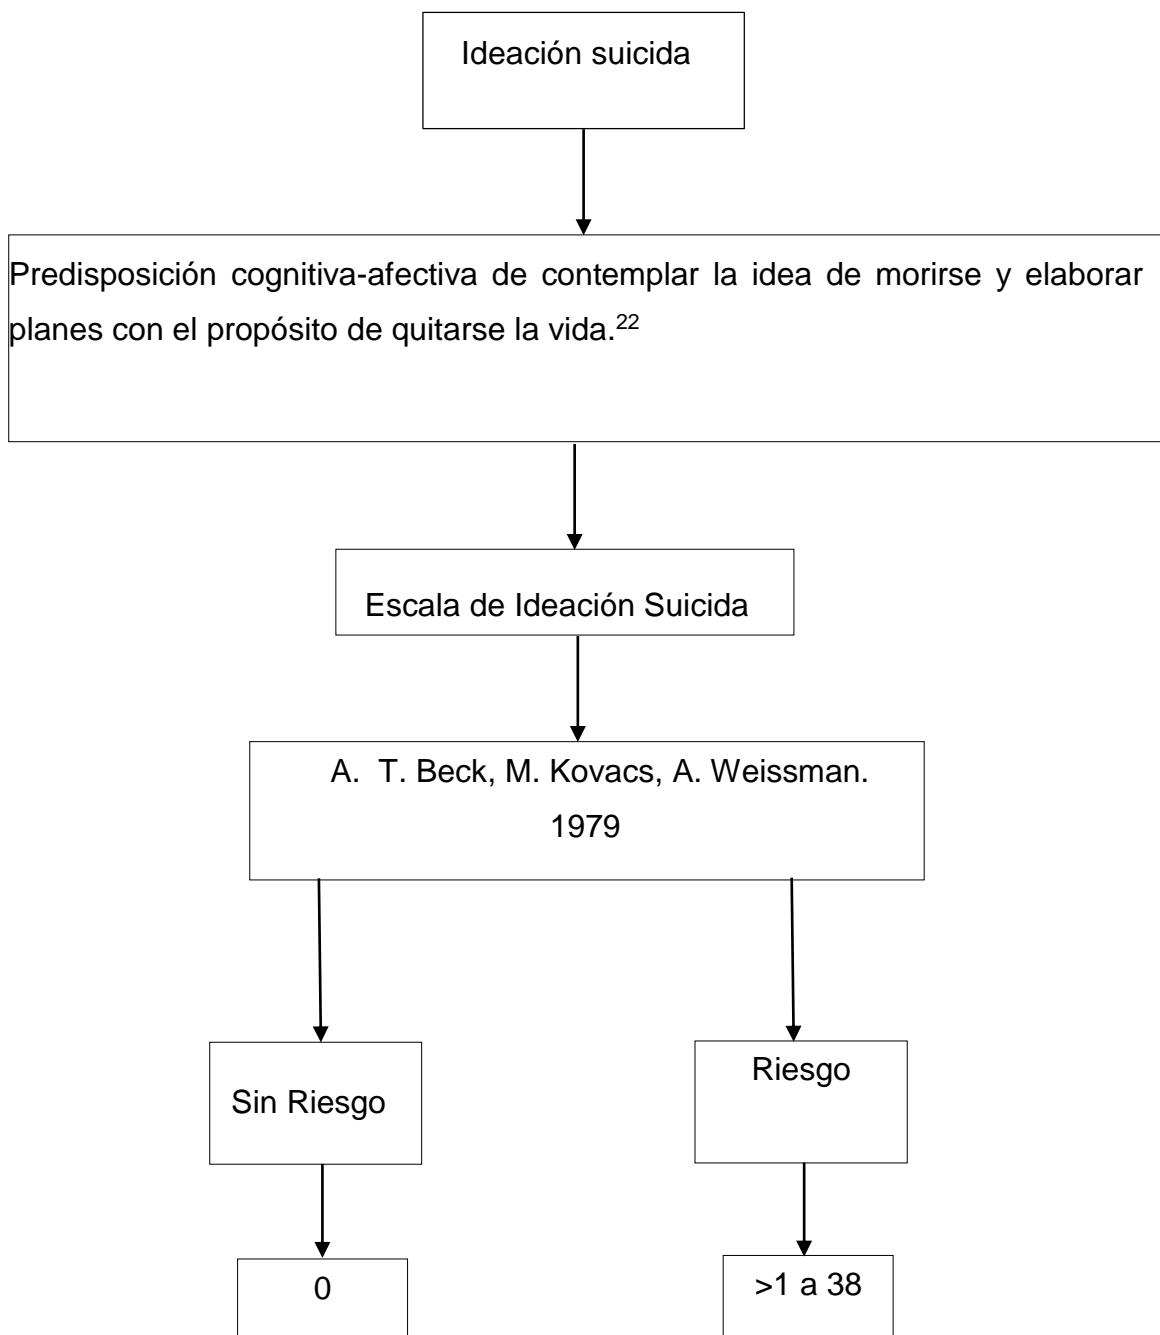 Ideación suicida
Predisposición cognitiva-afectiva de contemplar la idea de morirse y elaborar
planes con el propósito de quitarse la vida.22
Escala de Ideación Suicida
A. T. Beck, M. Kovacs, A. Weissman.
1979
Sin Riesgo
Riesgo
0
>1 a 38